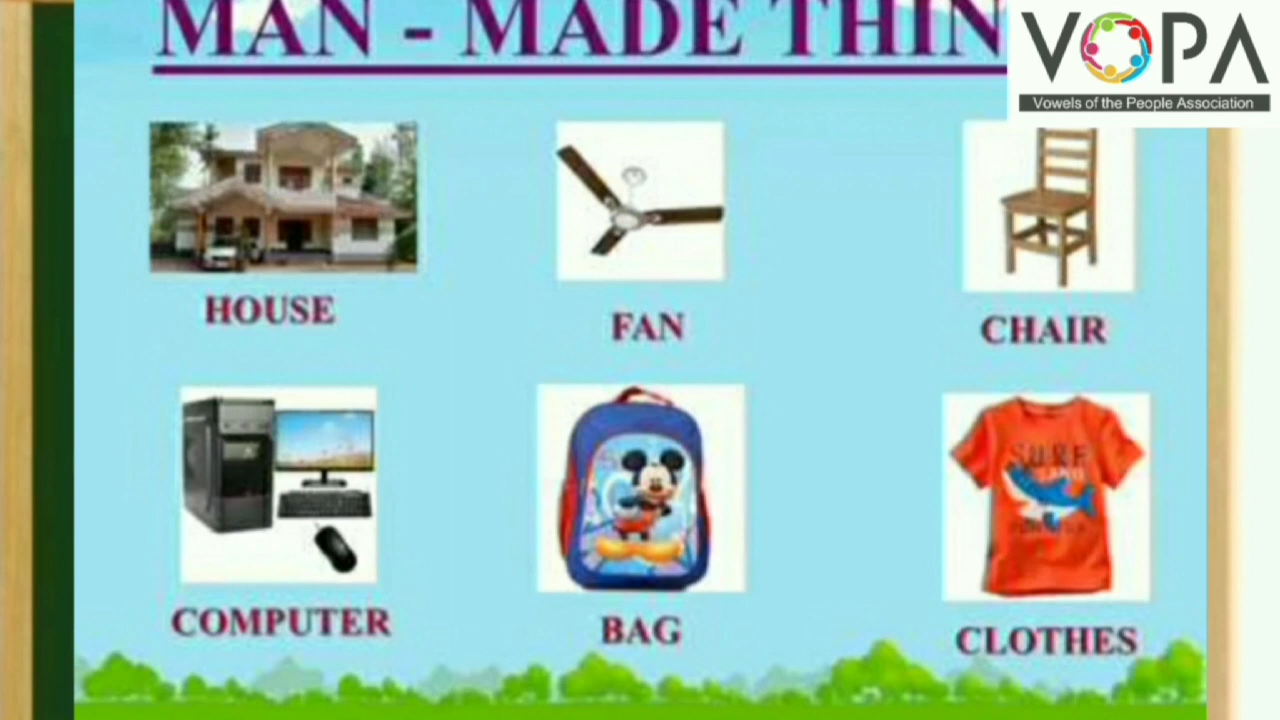 MAN - MADE THIN
VOPA
Vowels of the People Association
HOUSE
FAN
CHAIR
SURF
COMPUTER
BAG
CLOTHES